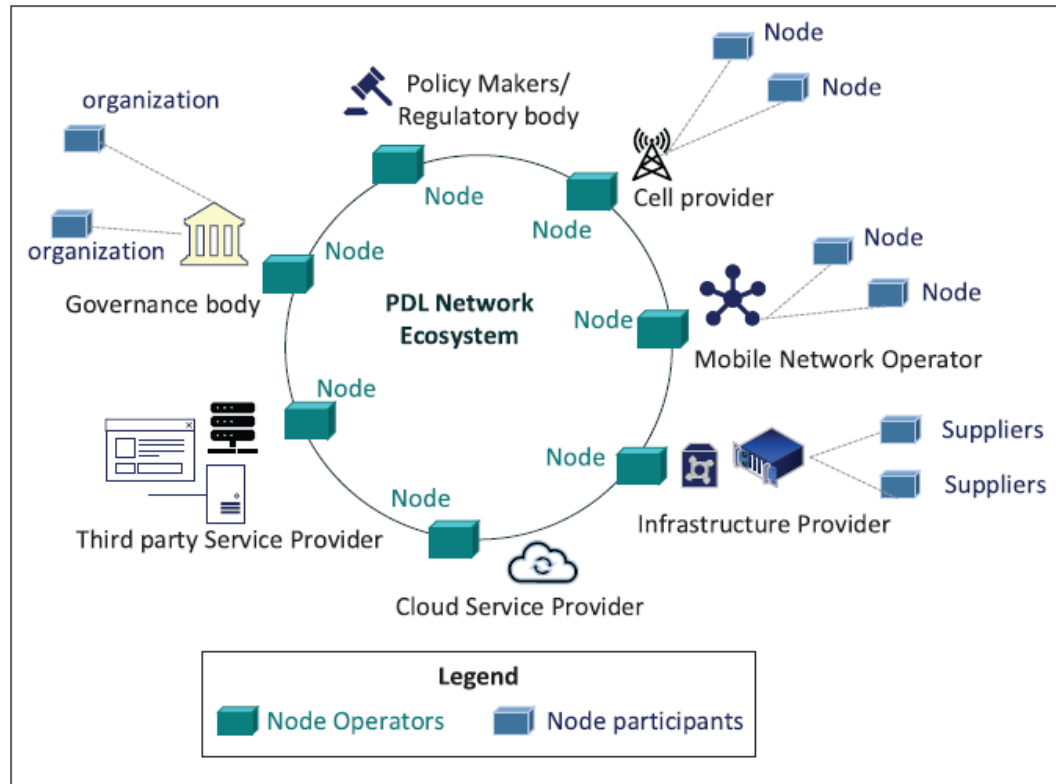 Node
Node
Policy Makers/
Regulatory body
organization
Node
Cell provider
Node
organization
Governance body
Node
Node
Node
Node
PDL Network
Ecosystem
Node
Mobile Network Operator
Node
Third party Service Provider
Node
Suppliers
Suppliers
Infrastructure Provider
Node
Cloud Service Provider
Legend
Node Operators
Node participants